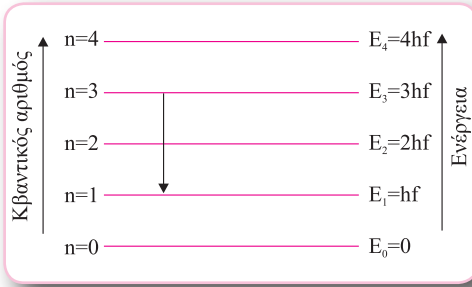 Κβαντικός αριθμός
n=4 E₄=4hf
n=3 E₃=3hf
n=2 E₂=2hf
n=1 E₁=hf
n=0 E₀=0
Ενέργεια